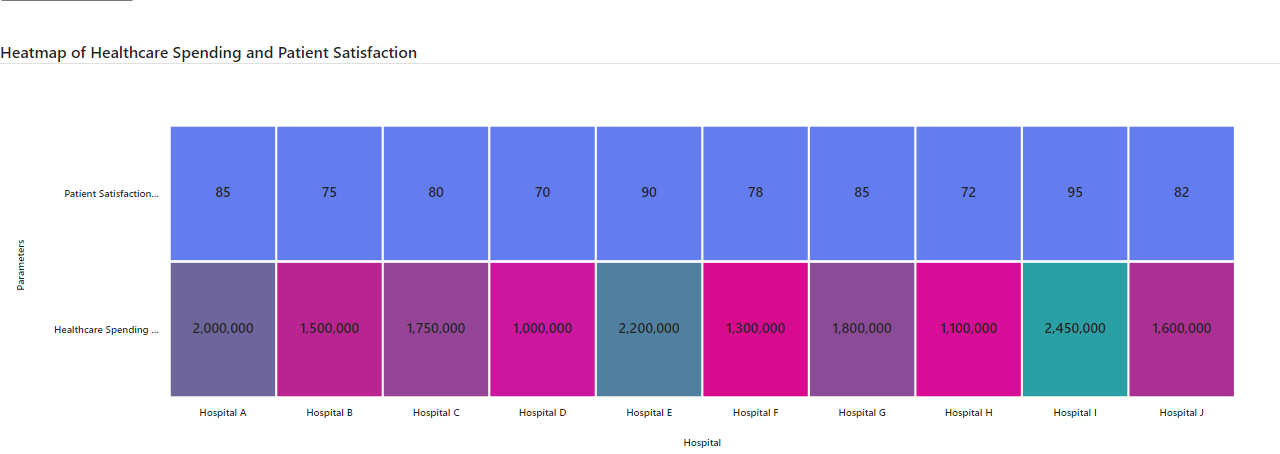 Heatmap of Healthcare Spending and Patient Satisfaction
Parameters
Patient Satisfaction...
85 75 80 70 90 78 85 72 95 82
Healthcare Spending ...
2,000,000 1,500,000 1,750,000 1,000,000 2,200,000 1,300,000 1,800,000 1,100,000 2,450,000 1,600,000
Hospital A Hospital B Hospital C Hospital D Hospital E Hospital F Hospital G Hospital H Hospital I Hospital J
Hospital